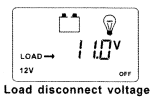 LOAD → 11.0V
12V OFF
Load disconnect voltage